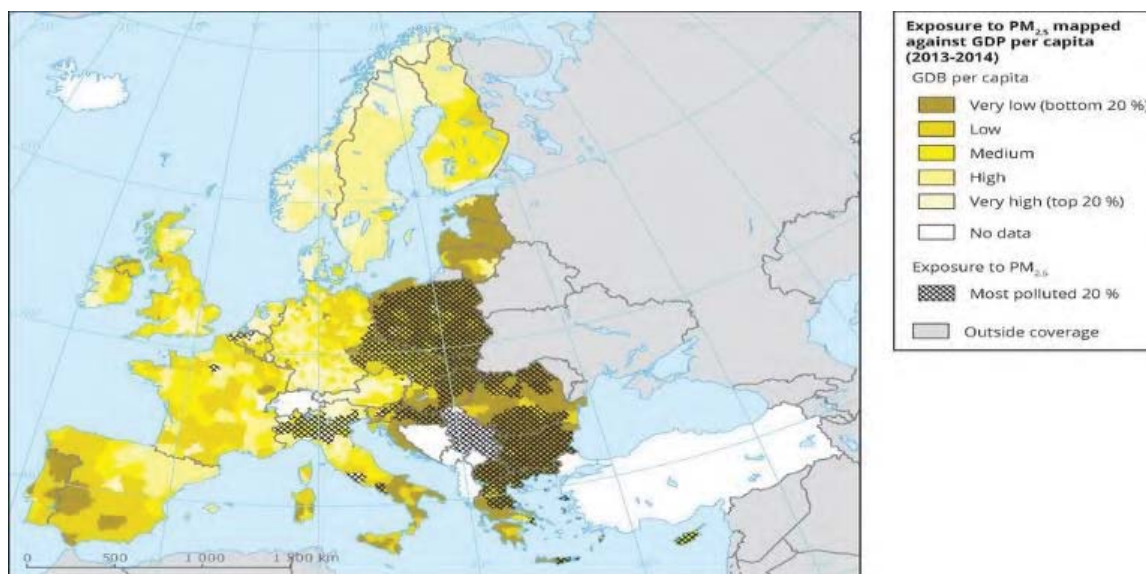 Exposure to PM2.5 mapped
against GDP per capita
(2013-2014)
GDB per capita
Very low (bottom 20 %)
Low
Medium
High
Very high (top 20 %)
No data
Exposure to PM2.5
Most polluted 20 %
Outside coverage
0 500 1 000 1 500 km